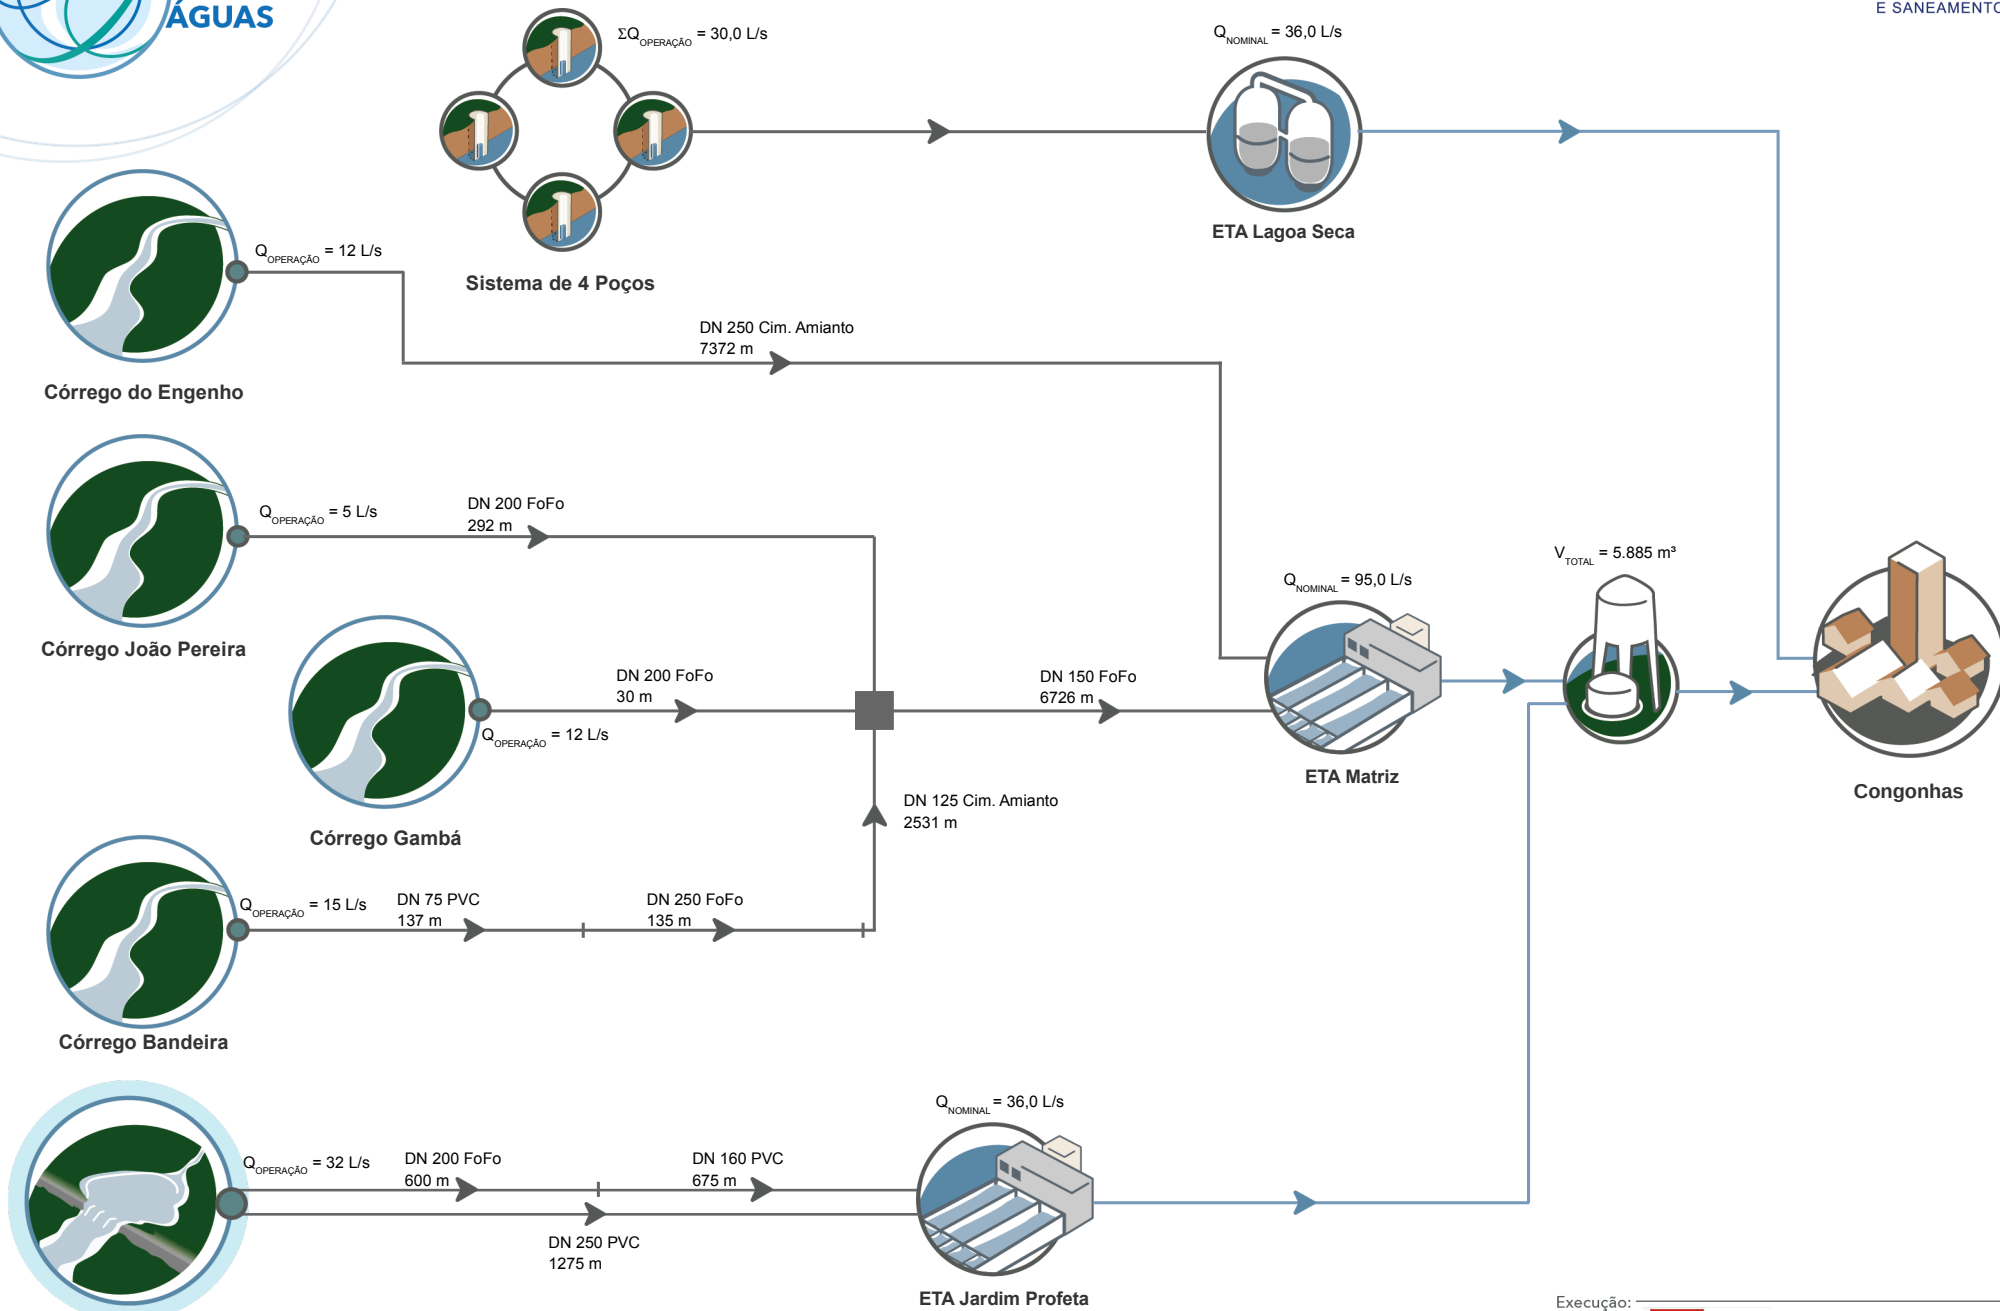 ÁGUAS
E SANEAMENTO
ΣQOPERAÇÃO = 30,0 L/s
QNOMINAL = 36,0 L/s
ETA Lagoa Seca
QOPERAÇÃO = 12 L/s
Sistema de 4 Poços
DN 250 Cim. Amianto
7372 m
Córrego do Engenho
QOPERAÇÃO = 5 L/s
DN 200 FoFo
292 m
Córrego João Pereira
VTOTAL = 5.885 m³
QNOMINAL = 95,0 L/s
DN 200 FoFo
30 m
DN 150 FoFo
6726 m
QOPERAÇÃO = 12 L/s
ETA Matriz
Congonhas
DN 125 Cim. Amianto
2531 m
Córrego Gambá
QOPERAÇÃO = 15 L/s
DN 75 PVC
137 m
DN 250 FoFo
135 m
Córrego Bandeira
QNOMINAL = 36,0 L/s
QOPERAÇÃO = 32 L/s
DN 200 FoFo
600 m
DN 160 PVC
675 m
DN 250 PVC
1275 m
ETA Jardim Profeta
Execução: